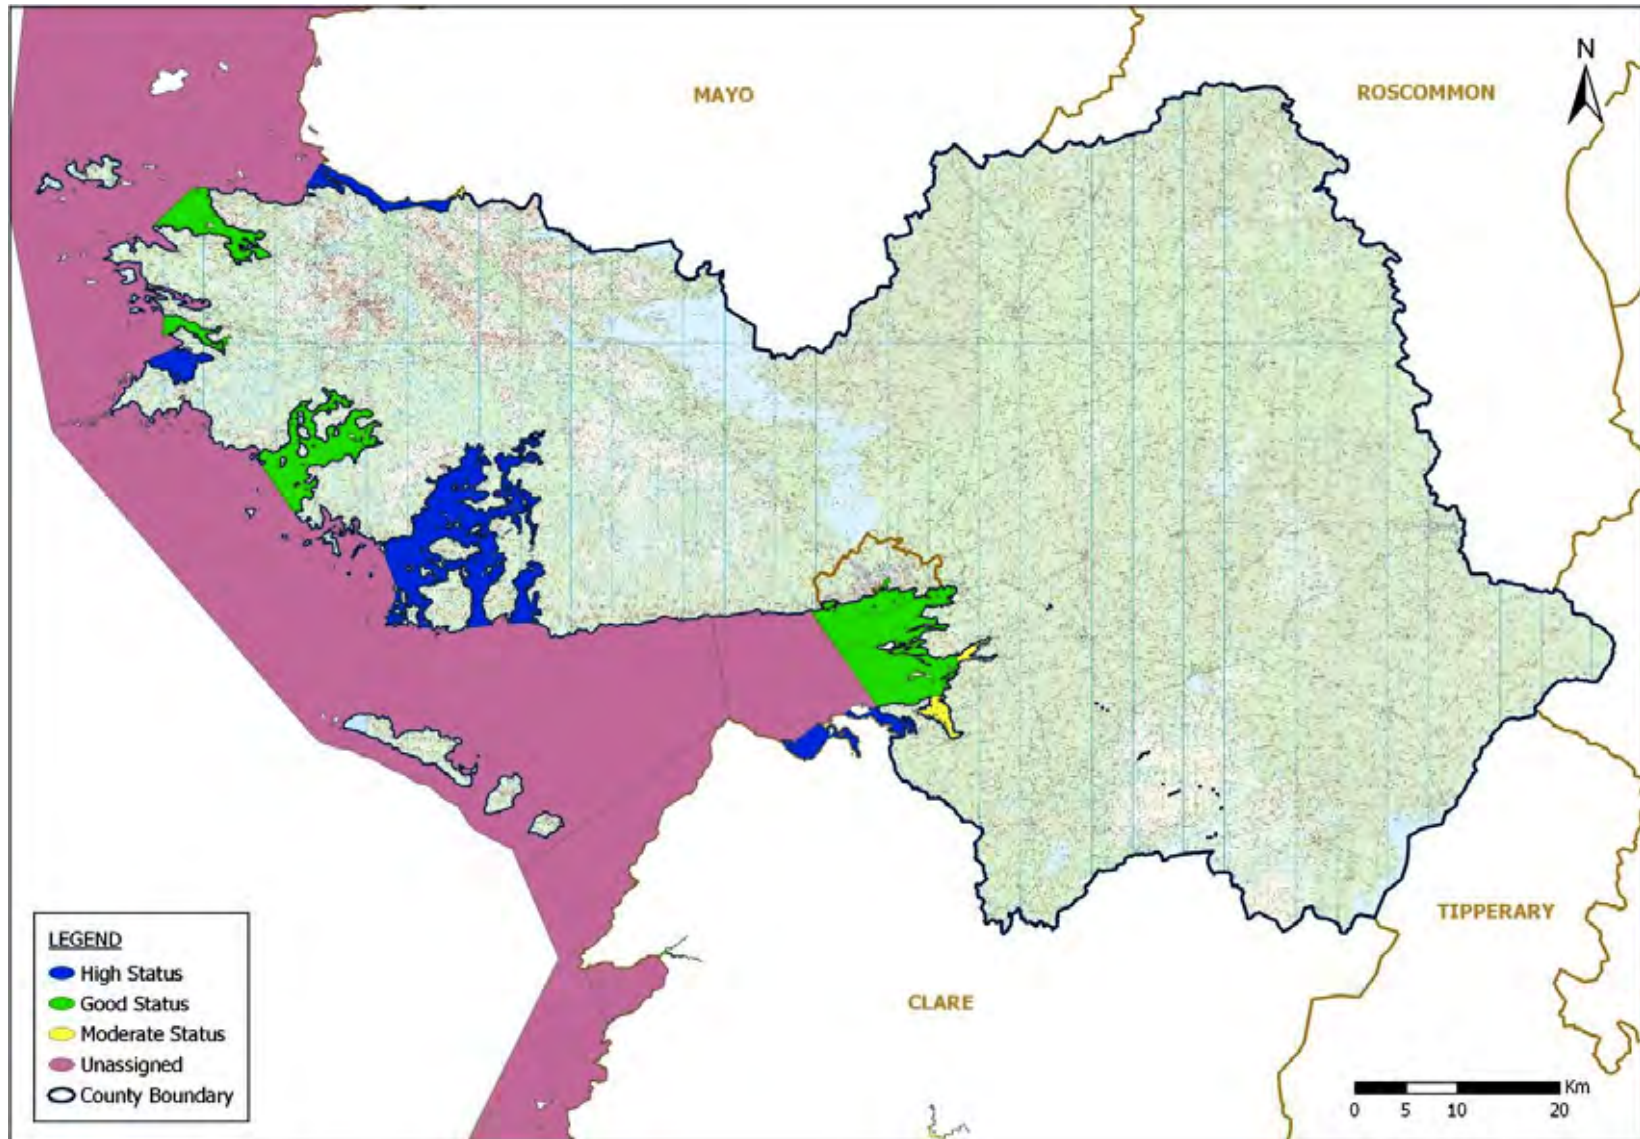 N
MAYO
ROSCOMMON
TIPPERARY
CLARE
LEGEND
High Status
Good Status
Moderate Status
Unassigned
County Boundary
Km
0 5 10 20